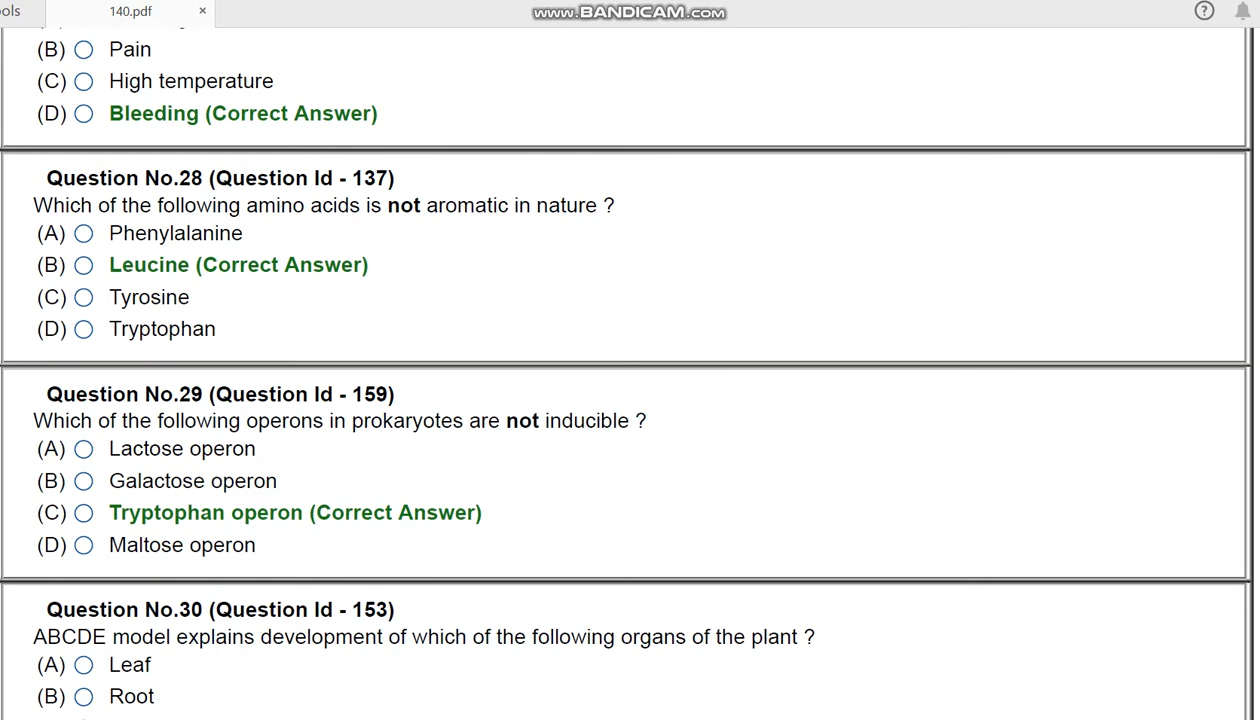 ols 140.pdf × www.BANDICAM.com ?
(B) Pain
(C) High temperature
(D) Bleeding (Correct Answer)
Question No.28 (Question Id - 137)
Which of the following amino acids is not aromatic in nature ?
(A) Phenylalanine
(B) Leucine (Correct Answer)
(C) Tyrosine
(D) Tryptophan
Question No.29 (Question Id - 159)
Which of the following operons in prokaryotes are not inducible ?
(A) Lactose operon
(B) Galactose operon
(C) Tryptophan operon (Correct Answer)
(D) Maltose operon
Question No.30 (Question Id - 153)
ABCDE model explains development of which of the following organs of the plant ?
(A) Leaf
(B) Root